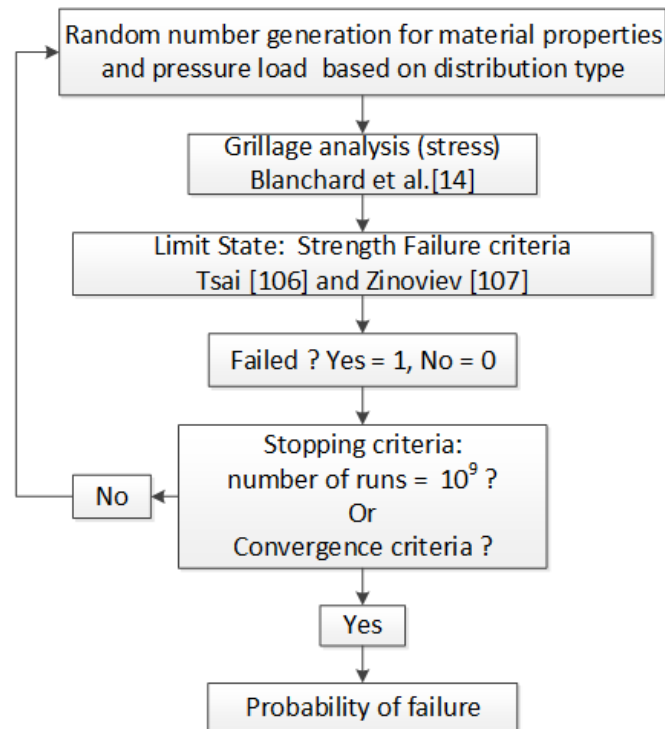 Random number generation for material properties
and pressure load based on distribution type
Grillage analysis (stress)
Blanchard et al.[14]
Limit State: Strength Failure criteria
Tsai [106] and Zinoviev [107]
Failed ? Yes = 1, No = 0
Stopping criteria:
number of runs = 10⁹ ?
Or
Convergence criteria ?
No
Yes
Probability of failure